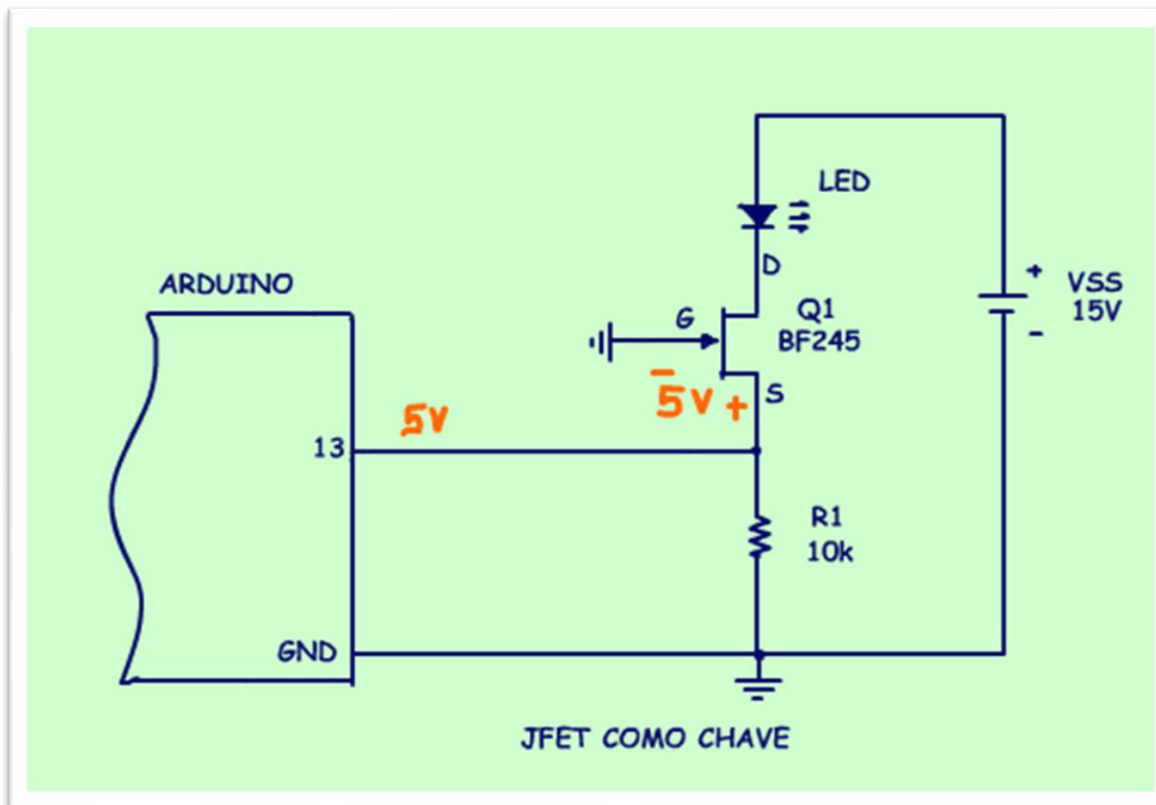 LED
D
ARDUINO
+ VSS
15V
-
G
Q1
BF245
S
5V
- 5V +
13
R1
10k
GND
JFET COMO CHAVE